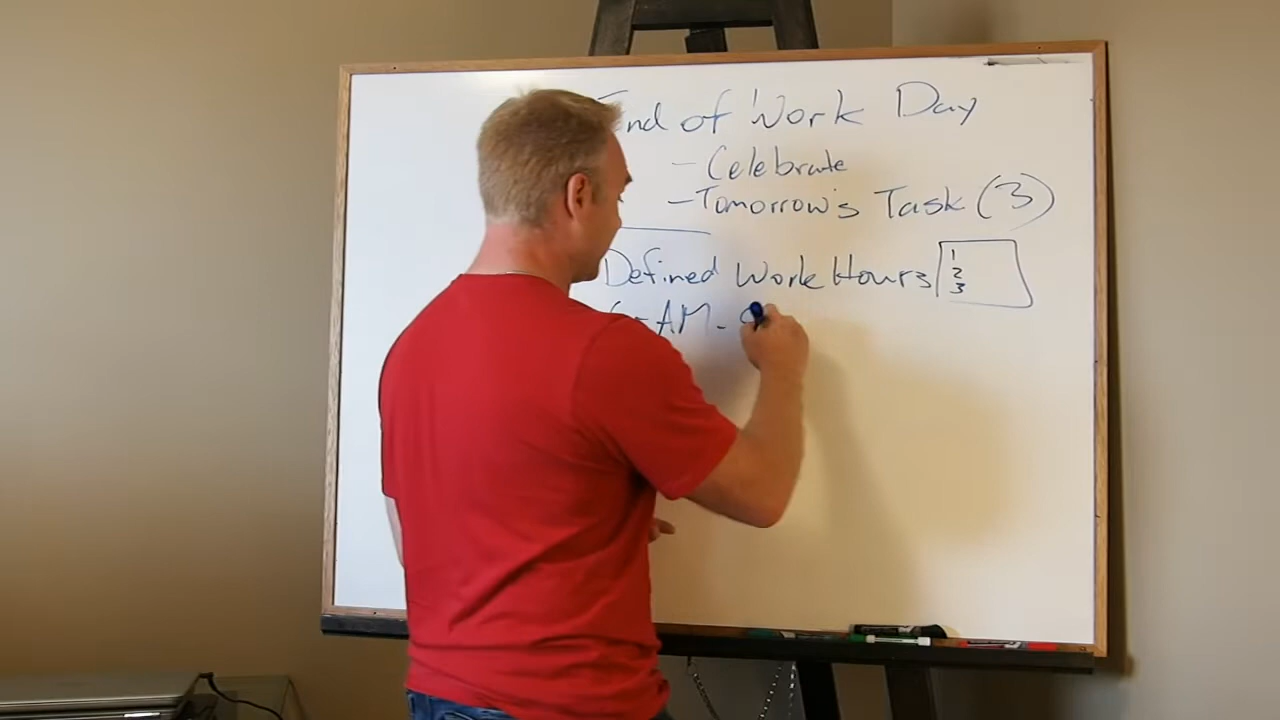 End of Work Day
- Celebrate
- Tomorrow's Task (3)
Defined Work Hours
1
2
3
AM -